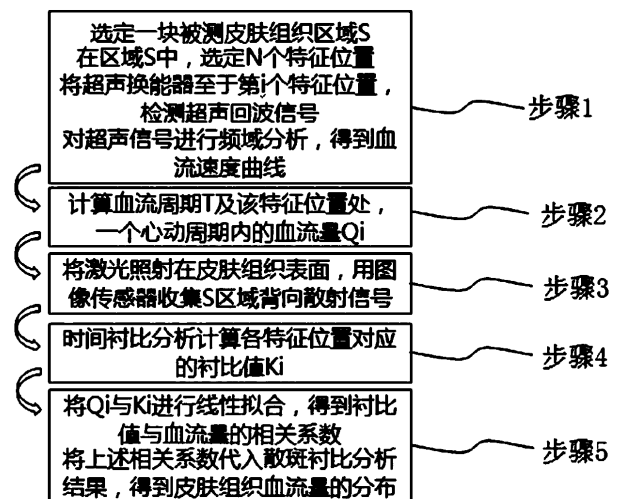 选定一块被测皮肤组织区域S
在区域S中，选定N个特征位置
将超声换能器至于第i个特征位置，
检测超声回波信号
对超声信号进行频域分析，得到血
流速度曲线
步骤1
计算血流周期T及该特征位置处，
一个心动周期内的血流量Qi
步骤2
将激光照射在皮肤组织表面，用图
像传感器收集S区域背向散射信号
步骤3
时间衬比分析计算各特征位置对应
的衬比值Ki
步骤4
将Qi与Ki进行线性拟合，得到衬比
值与血流量的相关系数
将上述相关系数代入散斑衬比分析
结果，得到皮肤组织血流量的分布
步骤5